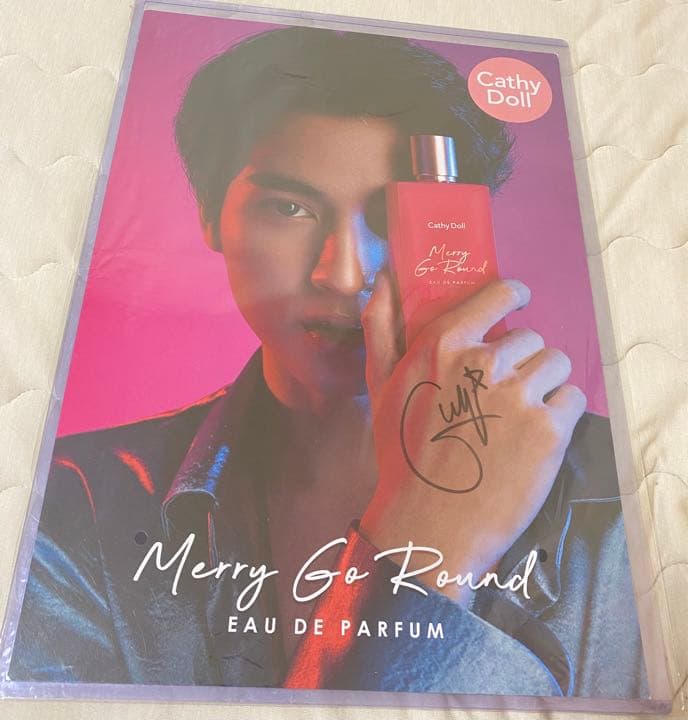 Cathy
Doll
Cathy Doll
Merry
Go Round
EAU DE PARFUM
Merry Go Round
EAU DE PARFUM